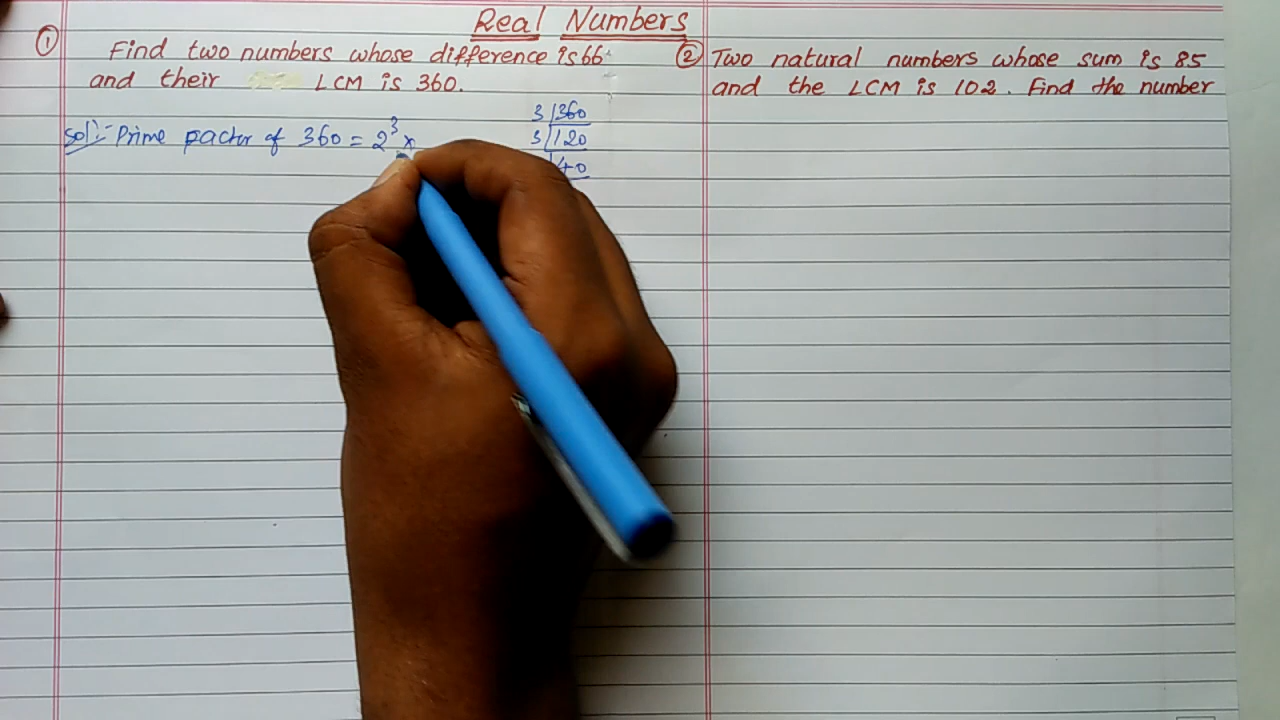 Real Numbers
① Find two numbers whose difference is 66
and their LCM is 360.
Sol:- Prime pactor of 360 = 2³ ×
3 | 360
3 | 120
40
② Two natural numbers whose sum is 85
and the LCM is 102. Find the number